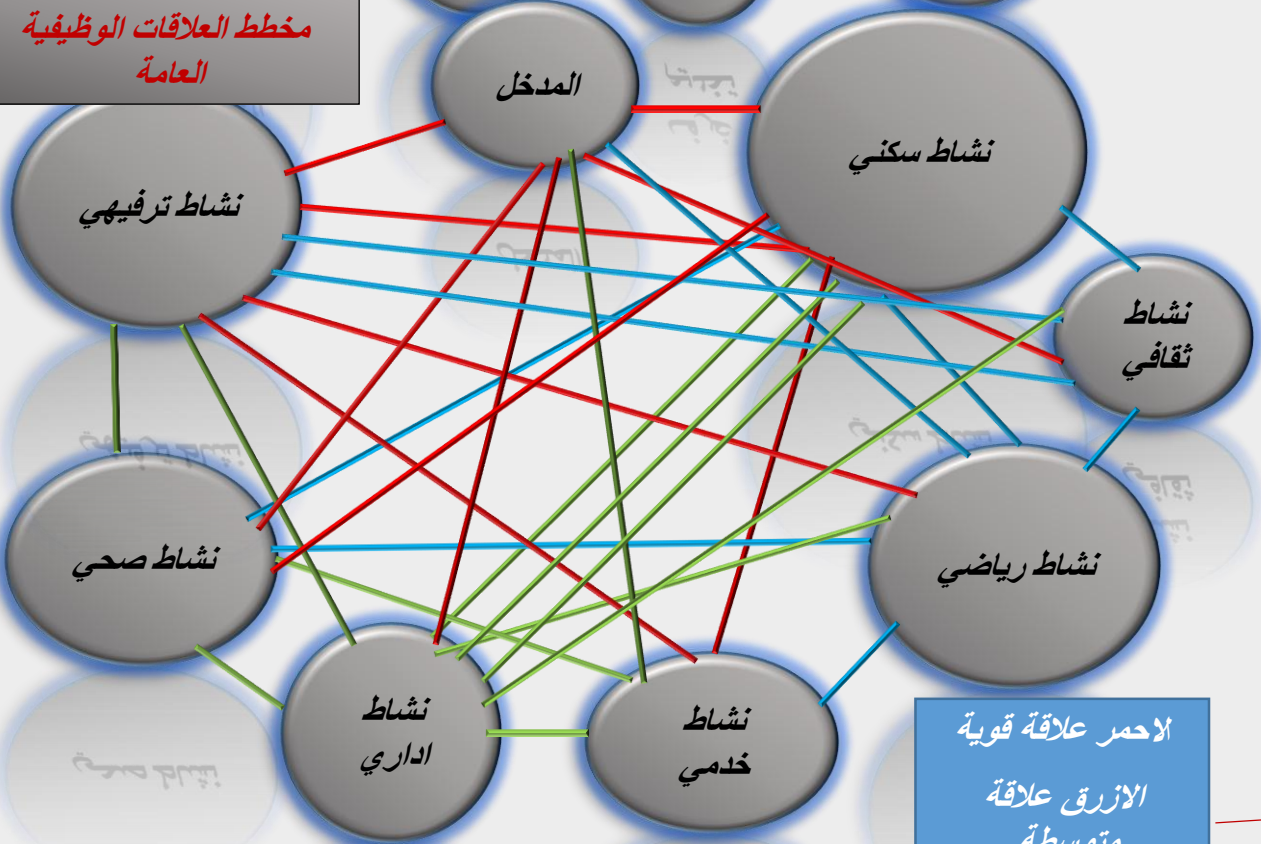 مخطط العلاقات الوظيفية
العامة
المدخل
نشاط سكني
نشاط ترفيهي
نشاط
ثقافي
نشاط صحي
نشاط رياضي
نشاط
اداري
نشاط
خدمي
الاحمر علاقة قوية
الازرق علاقة
متوسطة